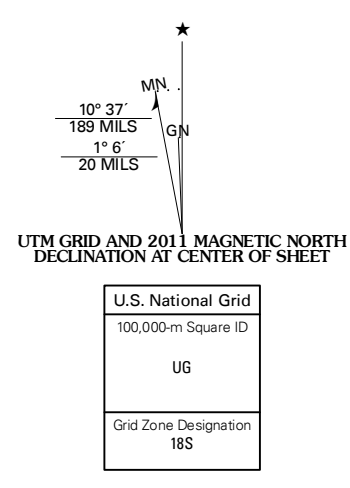 ★
MN
10° 37´
189 MILS
GN
1° 6´
20 MILS
UTM GRID AND 2011 MAGNETIC NORTH
DECLINATION AT CENTER OF SHEET
U.S. National Grid
100,000-m Square ID
UG
Grid Zone Designation
18S